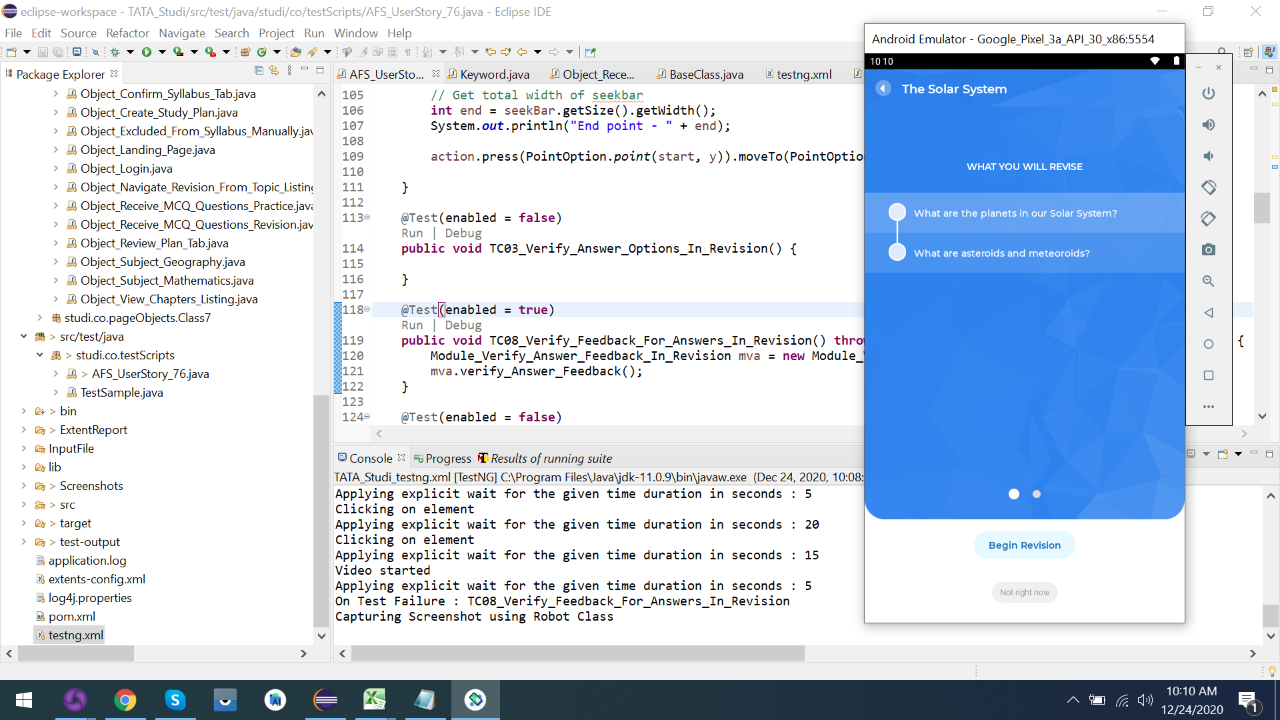 eclipse-workspace - TATA_Studi/src/test/java/studi/co/testScripts/AFS_UserStory_76.java - Eclipse IDE
File Edit Source Refactor Navigate Search Project Run Window Help
Package Explorer
Object_Confirm_Syllabus_Tab.java
Object_Create_Study_Plan.java
Object_Excluded_From_Syllabus_Manually.jav
Object_Landing_Page.java
Object_Login.java
Object_Navigate_Revision_From_Topic_Listing
Object_Receive_MCQ_Questions_Practice.java
Object_Receive_MCQ_Questions_Revision.java
Object_Review_Plan_Tab.java
Object_Subject_Geography.java
Object_Subject_Mathematics.java
Object_View_Chapters_Listing.java
studi.co.pageObjects.Class7
> src/test/java
> studi.co.testScripts
> AFS_UserStory_76.java
TestSample.java
> bin
> ExtentReport
InputFile
> lib
> Screenshots
> src
> target
> test-output
application.log
extents-config.xml
log4j.properties
pom.xml
testng.xml
AFS_UserSto... Keyword.java Object_Rece... BaseClass.java testng.xml
105 // Get total width of seekbar
106 int end = seekBar.getSize().getWidth();
107 System.out.println("End point - " + end);
108
109 action.press(PointOption.point(start, y)).moveTo(PointOptio
110
111 }
112
113 @Test(enabled = false)
Run | Debug
114 public void TC03_Verify_Answer_Options_In_Revision() {
115
116 }
117
118 @Test(enabled = true)
Run | Debug
119 public void TC08_Verify_Feedback_For_Answers_In_Revision() throw {
120 Module_Verify_Answer_Feedback_In_Revision mva = new Module_V
121 mva.verify_Answer_Feedback();
122 }
123
124 @Test(enabled = false)
Console Progress Results of running suite
TATA_Studi_testng.xml [TestNG] C:\Program Files\Java\jdk-11.0.9\bin\javaw.exe (Dec 24, 2020, 10:08:
Applying explicit wait for the given time duration in seconds : 5
Clicking on element
Applying explicit wait for the given time duration in seconds : 20
Clicking on element
Applying explicit wait for the given time duration in seconds : 15
Video started
Applying explicit wait for the given time duration in seconds : 5
On Test Failure : TC08_Verify_Feedback_For_Answers_In_Revision
Capturing Screenshot using Robot Class
Android Emulator - Google_Pixel_3a_API_30_x86:5554
10:10
The Solar System
WHAT YOU WILL REVISE
What are the planets in our Solar System?
What are asteroids and meteoroids?
Begin Revision
Not right now
10:10 AM
12/24/2020
1